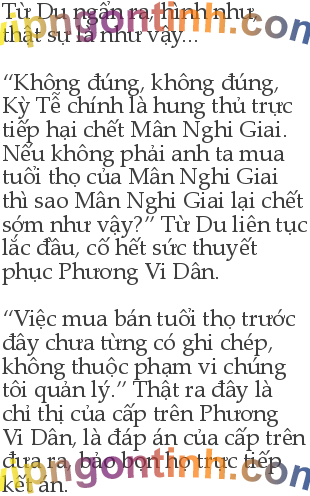 Từ Du ngẩn ra, hình như,
thật sự là như vậy...
“Không đúng, không đúng,
Kỳ Tễ chính là hung thủ trực
tiếp hại chết Mân Nghi Giai.
Nếu không phải anh ta mua
tuổi thọ của Mân Nghi Giai
thì sao Mân Nghi Giai lại chết
sớm như vậy?” Từ Du liên tục
lắc đầu, cố hết sức thuyết
phục Phương Vi Dân.
“Việc mua bán tuổi thọ trước
đây chưa từng có ghi chép,
không thuộc phạm vi chúng
tôi quản lý.” Thật ra đây là
chỉ thị của cấp trên Phương
Vi Dân, là đáp án của cấp trên
đưa ra, bảo bọn họ trực tiếp
kết án.
vipngontinh.com
vipngontinh.com